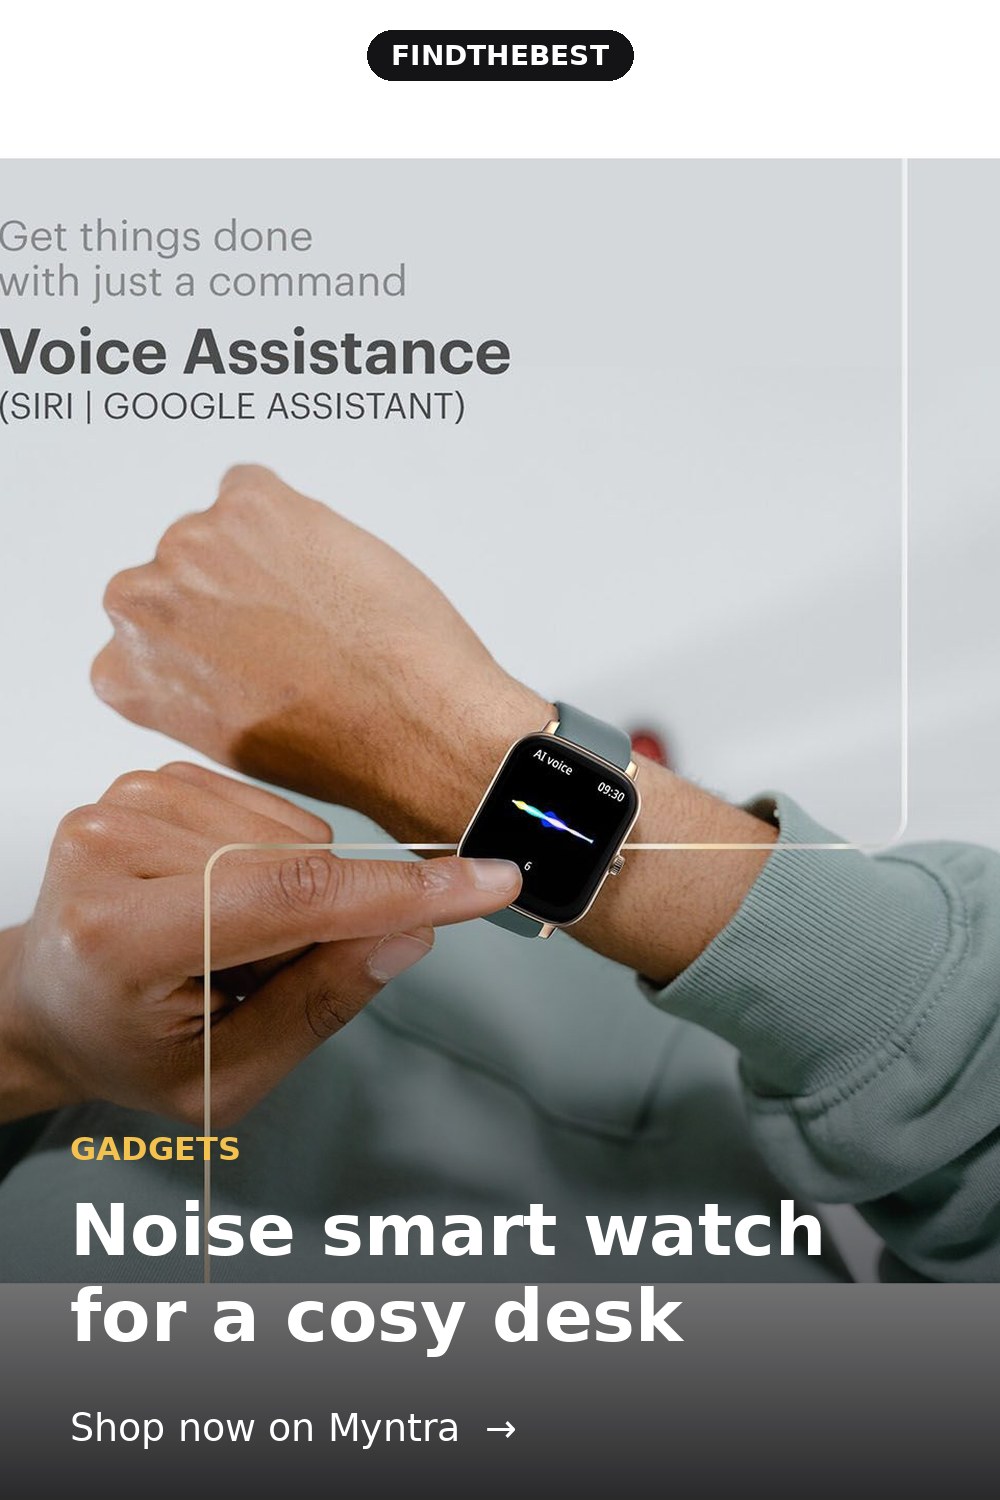 FINDTHEBEST
Get things done
with just a command
Voice Assistance
(SIRI | GOOGLE ASSISTANT)
AI voice
09:30
6
GADGETS
Noise smart watch
for a cosy desk
Shop now on Myntra →